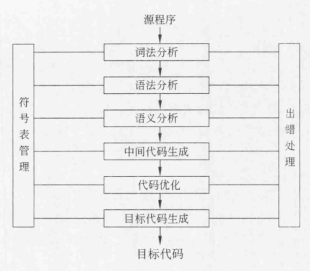 源程序
词法分析
语法分析
语义分析
中间代码生成
代码优化
目标代码生成
目标代码
符号表管理
出错处理